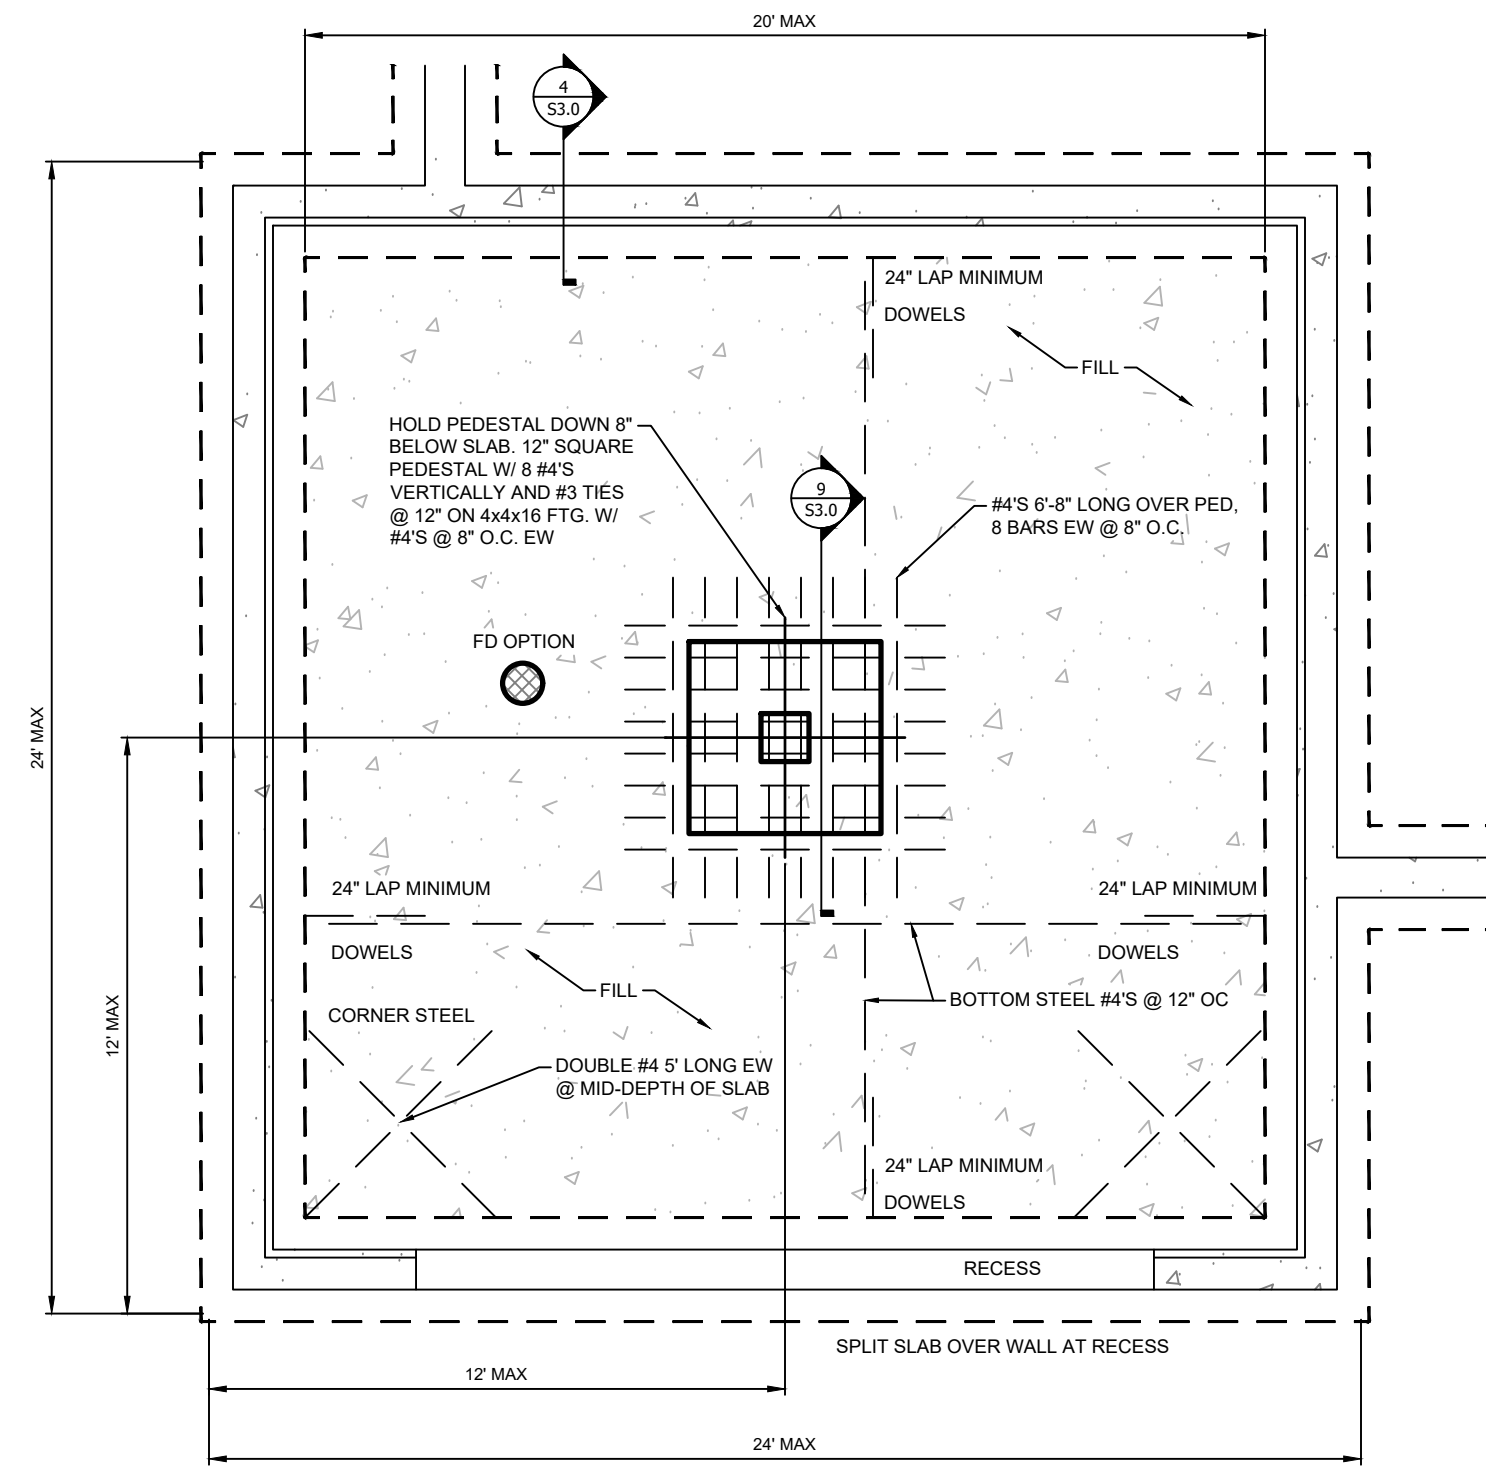 20' MAX
4
S3.0
24" LAP MINIMUM
DOWELS
FILL
HOLD PEDESTAL DOWN 8"
BELOW SLAB. 12" SQUARE
PEDESTAL W/ 8 #4'S
VERTICALLY AND #3 TIES
@ 12" ON 4x4x16 FTG. W/
#4'S @ 8" O.C. EW
9
S3.0
#4'S 6'-8" LONG OVER PED,
8 BARS EW @ 8" O.C.
FD OPTION
24' MAX
12' MAX
24" LAP MINIMUM
DOWELS
24" LAP MINIMUM
DOWELS
FILL
BOTTOM STEEL #4'S @ 12" OC
CORNER STEEL
DOUBLE #4 5' LONG EW
@ MID-DEPTH OF SLAB
24" LAP MINIMUM
DOWELS
RECESS
SPLIT SLAB OVER WALL AT RECESS
12' MAX
24' MAX